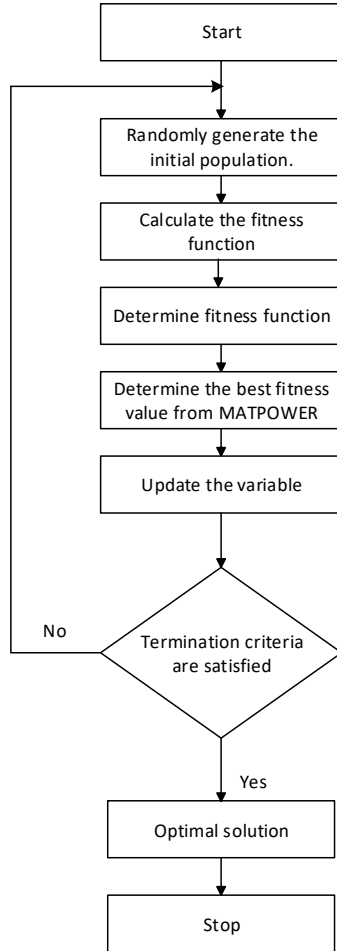 Start
Randomly generate the
initial population.
Calculate the fitness
function
Determine fitness function
Determine the best fitness
value from MATPOWER
Update the variable
No
Termination criteria
are satisfied
Yes
Optimal solution
Stop